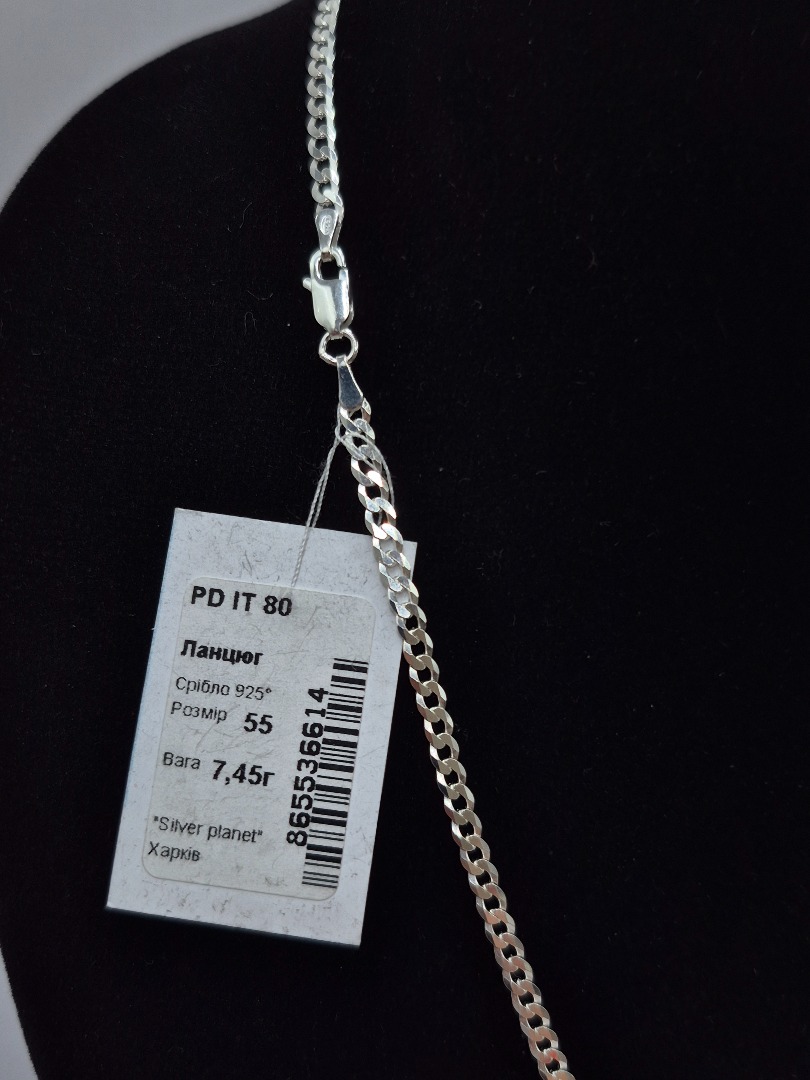 PD IT 80
Ланцюг
Срібло 925°
Розмір 55
Вага 7,45г
865536614
"Silver planet"
Харків